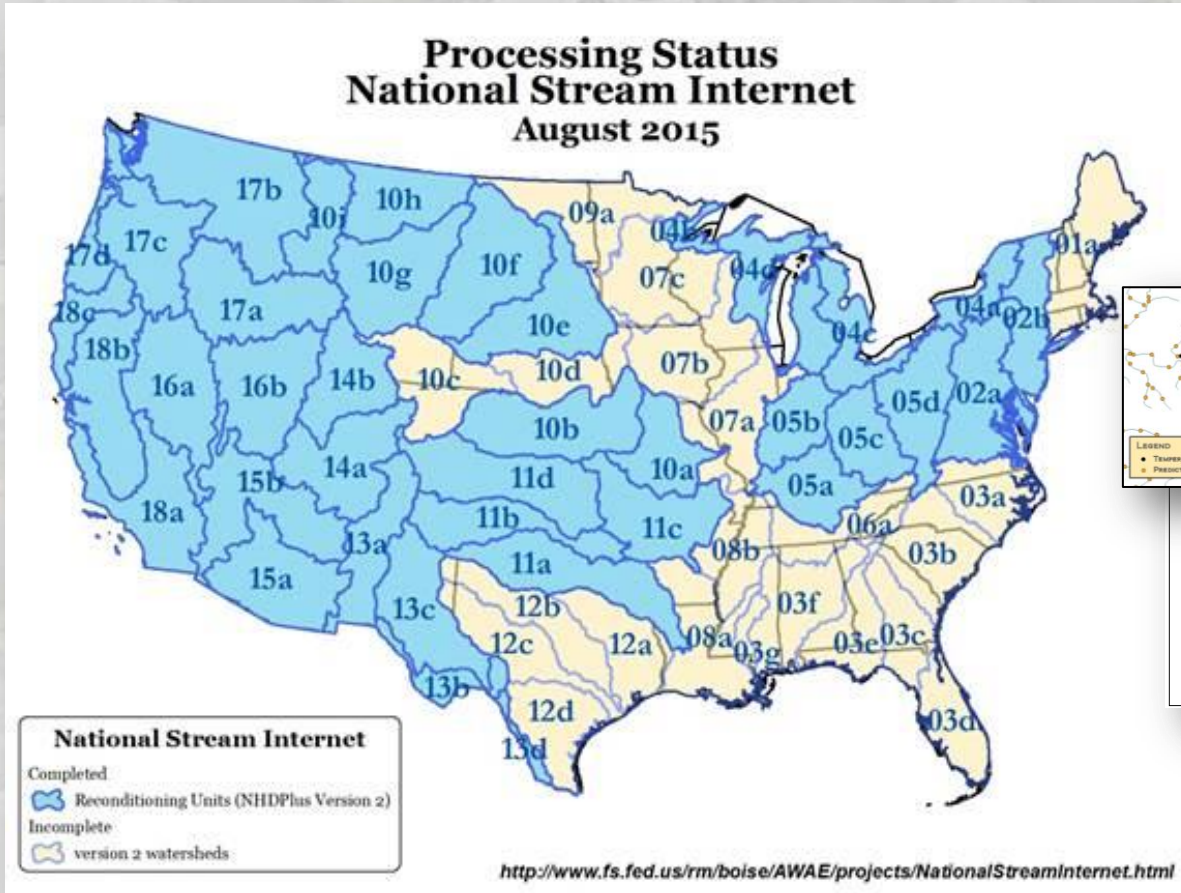 Processing Status
National Stream Internet
August 2015
17b
10i
10h
09a
04b
01a
17d
17c
10g
10f
07c
04d
04a
02b
18c
17a
10e
04c
18b
16a
16b
14b
10c
10d
07b
07a
05b
05c
05d
02a
10b
14a
15b
11d
10a
05a
18a
13a
11b
11c
06a
03a
15a
11a
08b
03b
13c
12b
03f
12c
12a
08a
03g
03e
03c
13b
12d
03d
13d
LEGEND
National Stream Internet
Completed
Reconditioning Units (NHDPlus Version 2)
Incomplete
version 2 watersheds
http://www.fs.fed.us/rm/boise/AWAE/projects/NationalStreamInternet.html